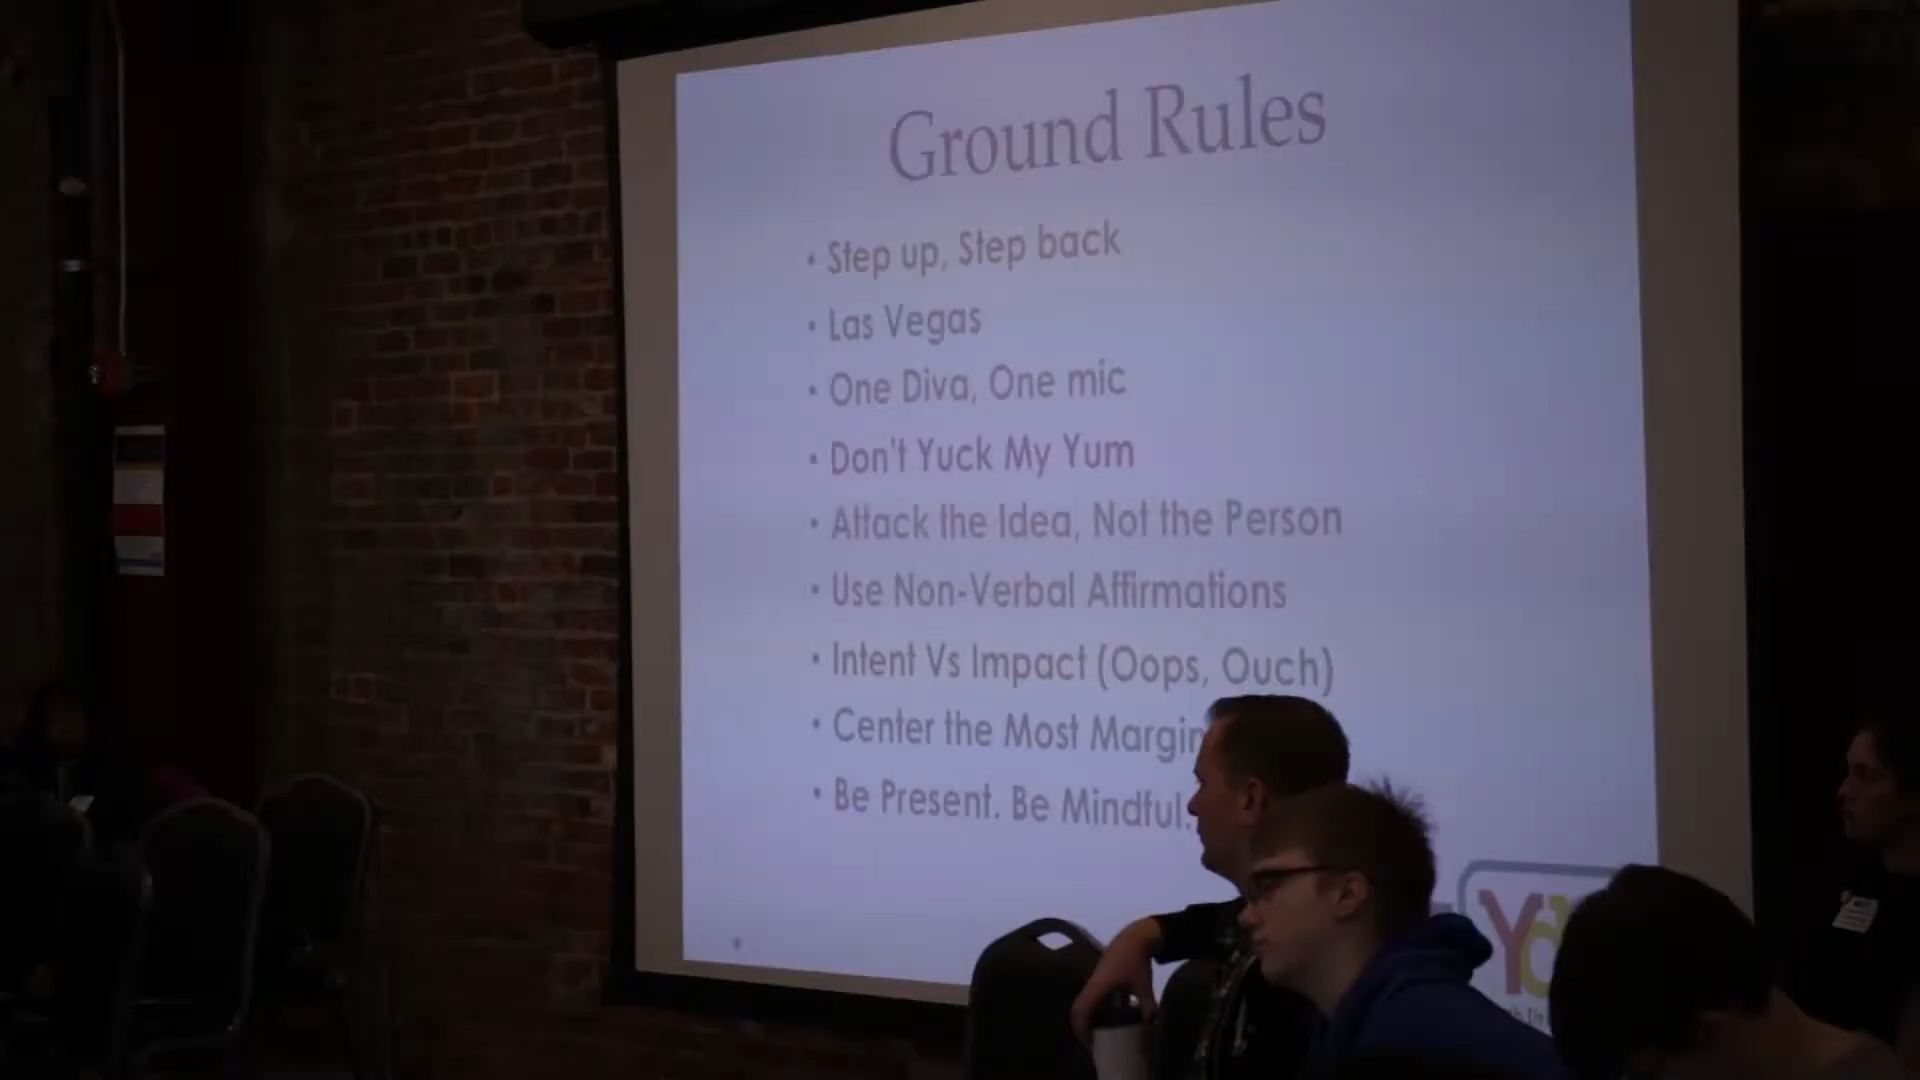 Ground Rules
• Step up, Step back
• Las Vegas
• One Diva, One mic
• Don't Yuck My Yum
• Attack the Idea, Not the Person
• Use Non-Verbal Affirmations
• Intent Vs Impact (Oops, Ouch)
• Center the Most
• Be Present. Be Mindful.